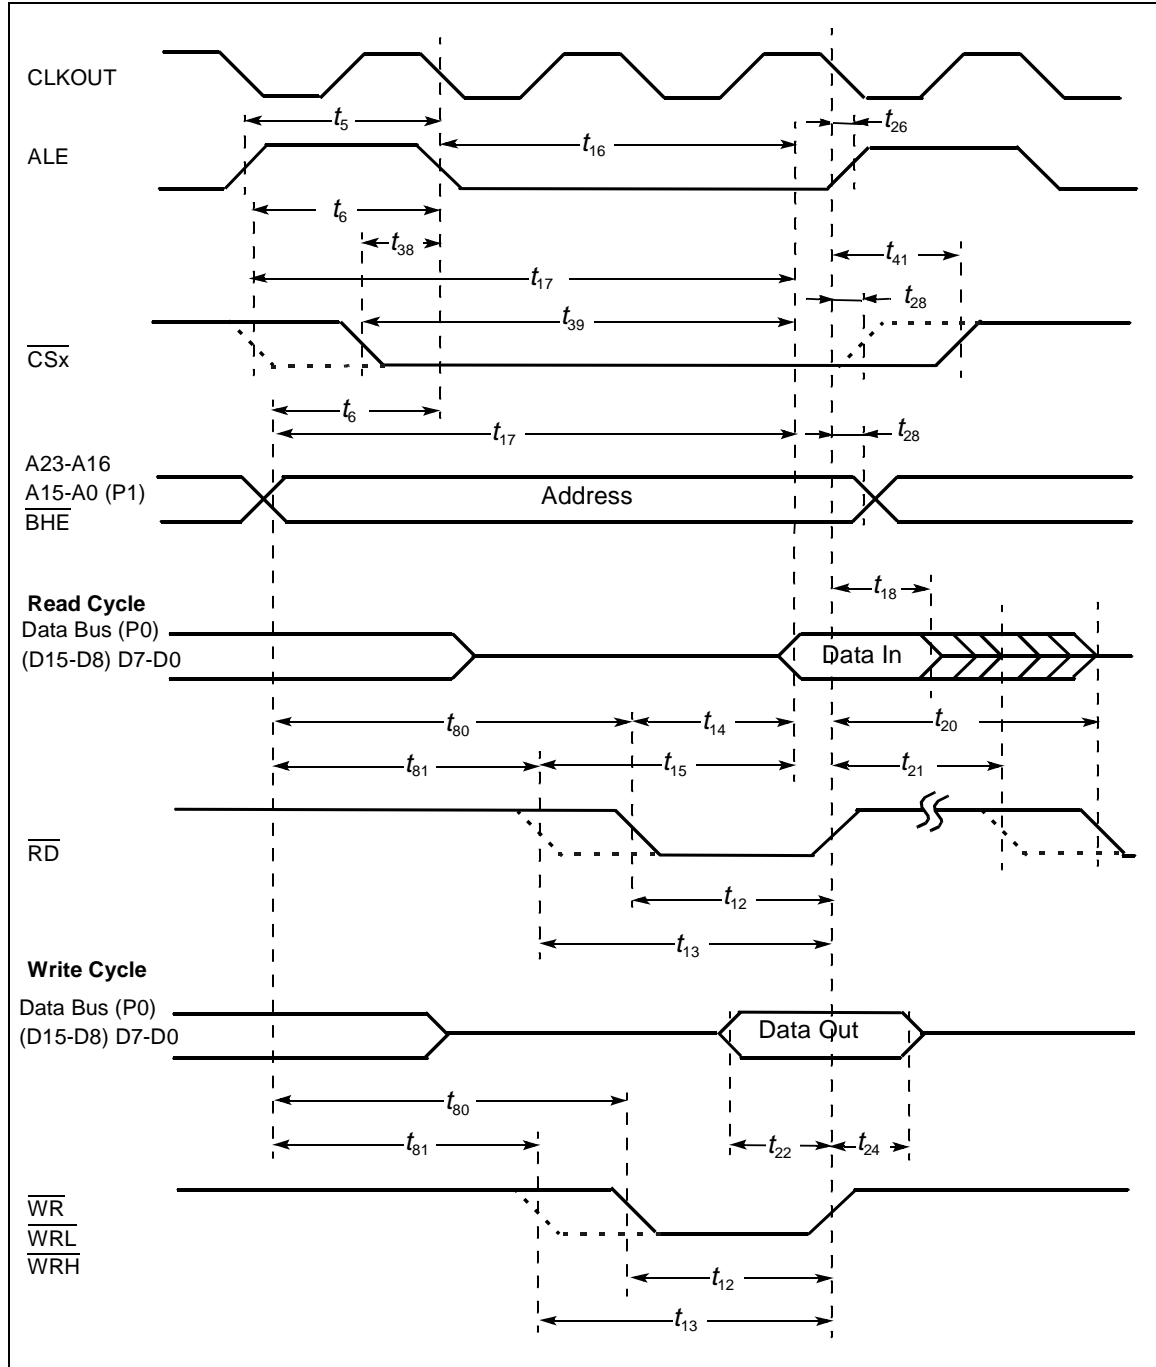 CLKOUT
t5
t26
ALE
t16
t6
t38
t41
t17
t28
t39
CSx
t6
t17
t28
A23-A16
A15-A0 (P1)
BHE
Address
t18
Read Cycle
Data Bus (P0)
(D15-D8) D7-D0
Data In
t80
t14
t20
t81
t15
t21
RD
t12
t13
Write Cycle
Data Bus (P0)
(D15-D8) D7-D0
Data Out
t80
t81
t22
t24
WR
WRL
WRH
t12
t13